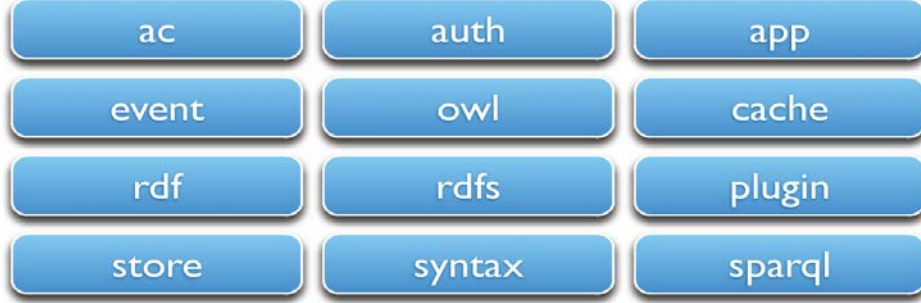 ac auth app
event owl cache
rdf rdfs plugin
store syntax sparql